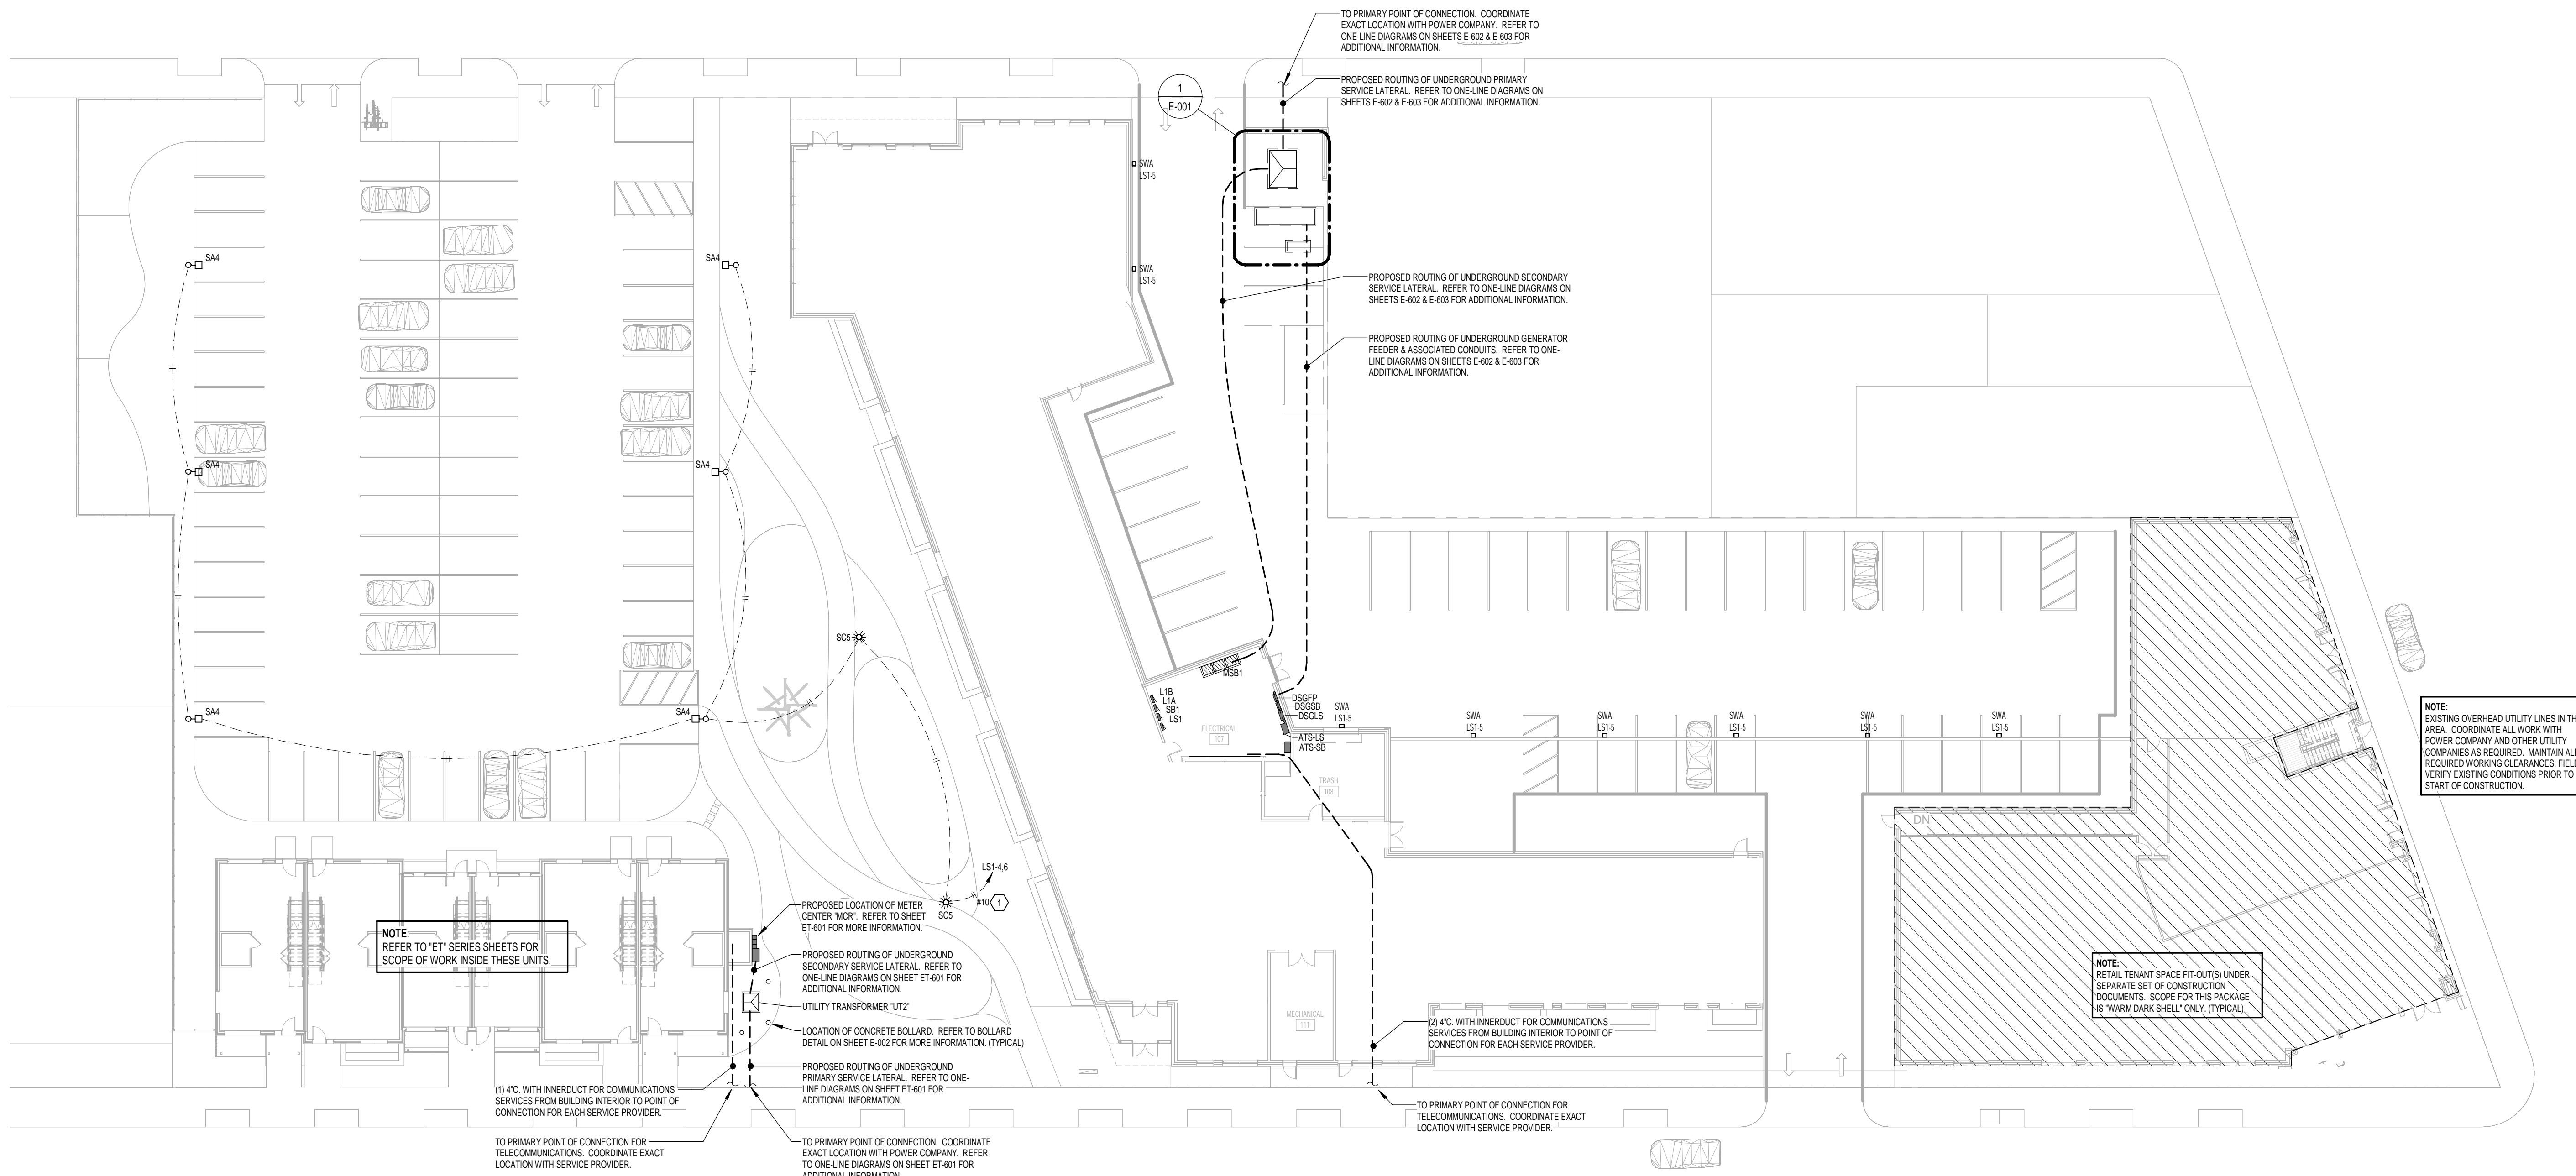 TO PRIMARY POINT OF CONNECTION. COORDINATE
EXACT LOCATION WITH POWER COMPANY. REFER TO
ONE-LINE DIAGRAMS ON SHEETS E-602 & E-603 FOR
ADDITIONAL INFORMATION.
1
E-001
PROPOSED ROUTING OF UNDERGROUND PRIMARY
SERVICE LATERAL. REFER TO ONE-LINE DIAGRAMS ON
SHEETS E-602 & E-603 FOR ADDITIONAL INFORMATION.
SWA
LS1-5
SWA
LS1-5
SA4
SA4
PROPOSED ROUTING OF UNDERGROUND SECONDARY
SERVICE LATERAL. REFER TO ONE-LINE DIAGRAMS ON
SHEETS E-602 & E-603 FOR ADDITIONAL INFORMATION.
PROPOSED ROUTING OF UNDERGROUND GENERATOR
FEEDER & ASSOCIATED CONDUITS. REFER TO ONE-
LINE DIAGRAMS ON SHEETS E-602 & E-603 FOR
ADDITIONAL INFORMATION.
SA4
SA4
SC5
MSB1
L1B
L1A
SB1
LS1
DSGFP
DSGSB
DSGLS
ATS-LS
ATS-SB
ELECTRICAL
107
TRASH
108
SA4
SA4
SWA
LS1-5
SWA
LS1-5
SWA
LS1-5
SWA
LS1-5
SWA
LS1-5
SWA
LS1-5
NOTE:
EXISTING OVERHEAD UTILITY LINES IN TH
AREA. COORDINATE ALL WORK WITH
POWER COMPANY AND OTHER UTILITY
COMPANIES AS REQUIRED. MAINTAIN ALL
REQUIRED WORKING CLEARANCES. FIELD
VERIFY EXISTING CONDITIONS PRIOR TO
START OF CONSTRUCTION.
DN
LS1-4,6
#10
1
SC5
NOTE:
REFER TO "ET" SERIES SHEETS FOR
SCOPE OF WORK INSIDE THESE UNITS.
PROPOSED LOCATION OF METER
CENTER "MCR". REFER TO SHEET
ET-601 FOR MORE INFORMATION.
PROPOSED ROUTING OF UNDERGROUND
SECONDARY SERVICE LATERAL. REFER TO
ONE-LINE DIAGRAMS ON SHEET ET-601 FOR
ADDITIONAL INFORMATION.
UTILITY TRANSFORMER "UT2"
LOCATION OF CONCRETE BOLLARD. REFER TO BOLLARD
DETAIL ON SHEET E-002 FOR MORE INFORMATION. (TYPICAL)
PROPOSED ROUTING OF UNDERGROUND
PRIMARY SERVICE LATERAL. REFER TO ONE-
LINE DIAGRAMS ON SHEET ET-601 FOR
ADDITIONAL INFORMATION.
MECHANICAL
111
(2) 4"C. WITH INNERDUCT FOR COMMUNICATIONS
SERVICES FROM BUILDING INTERIOR TO POINT OF
CONNECTION FOR EACH SERVICE PROVIDER.
NOTE:
RETAIL TENANT SPACE FIT-OUT(S) UNDER
SEPARATE SET OF CONSTRUCTION
DOCUMENTS. SCOPE FOR THIS PACKAGE
IS "WARM DARK SHELL" ONLY. (TYPICAL)
(1) 4"C. WITH INNERDUCT FOR COMMUNICATIONS
SERVICES FROM BUILDING INTERIOR TO POINT OF
CONNECTION FOR EACH SERVICE PROVIDER.
TO PRIMARY POINT OF CONNECTION FOR
TELECOMMUNICATIONS. COORDINATE EXACT
LOCATION WITH SERVICE PROVIDER.
TO PRIMARY POINT OF CONNECTION FOR
TELECOMMUNICATIONS. COORDINATE EXACT
LOCATION WITH SERVICE PROVIDER.
TO PRIMARY POINT OF CONNECTION. COORDINATE
EXACT LOCATION WITH POWER COMPANY. REFER
TO ONE-LINE DIAGRAMS ON SHEET ET-601 FOR
ADDITIONAL INFORMATION.